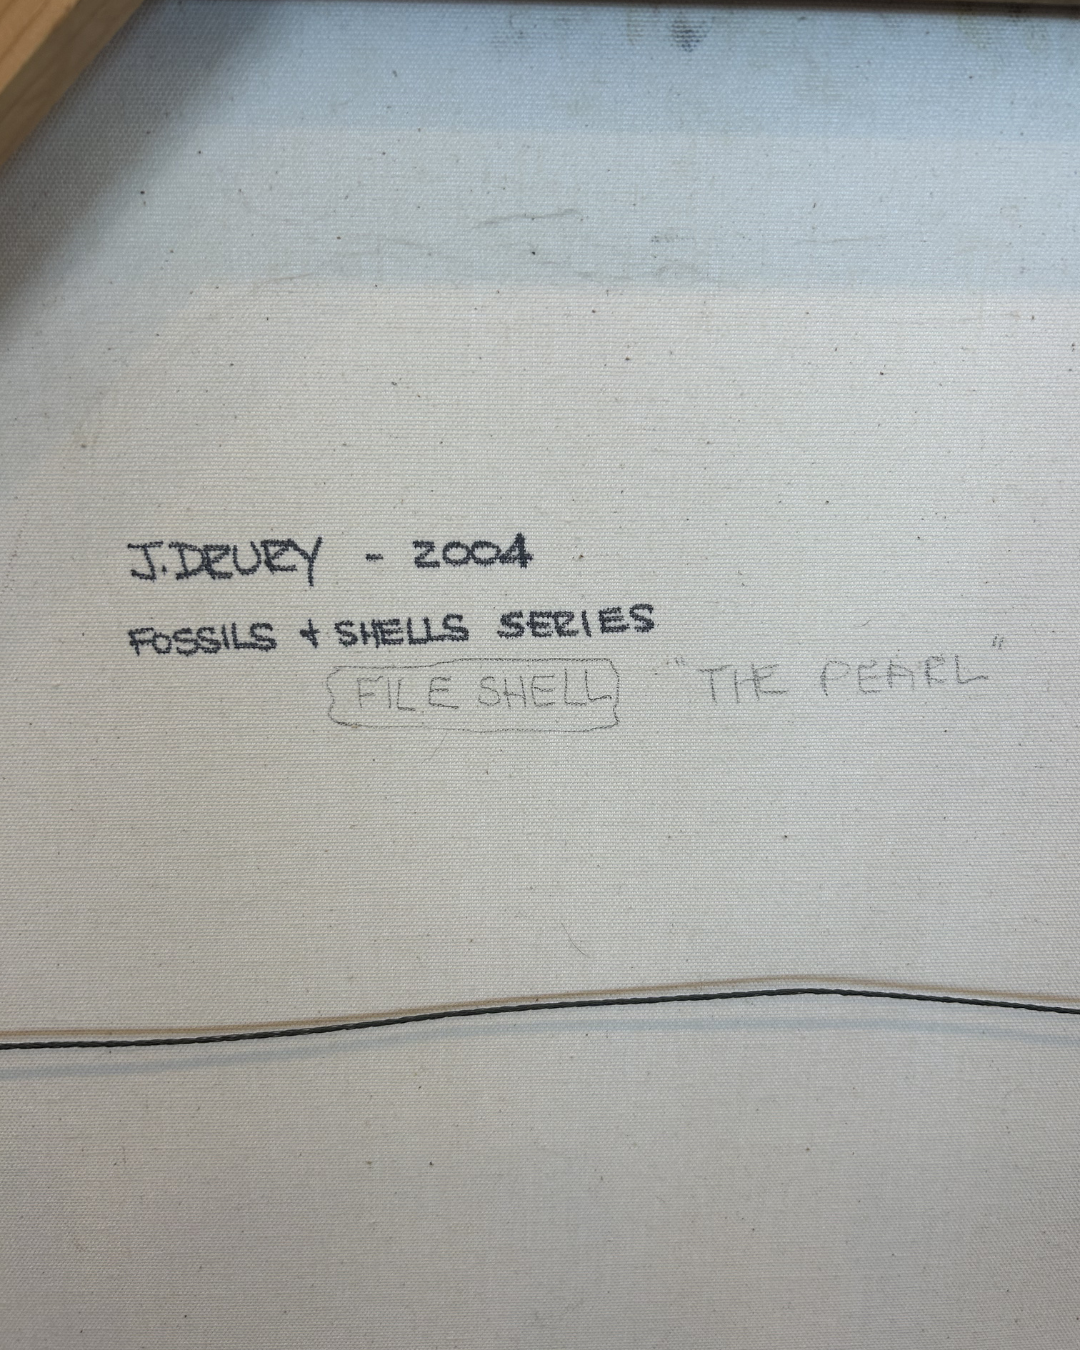 J. DRURY - 2004
FOSSILS + SHELLS SERIES
FILE SHELL "THE PEARL"